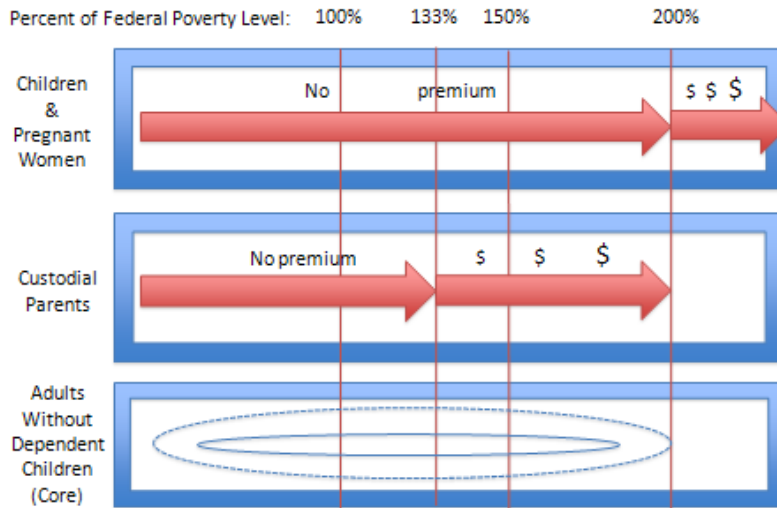 Percent of Federal Poverty Level: 100% 133% 150% 200%
Children
&
Pregnant
Women
No premium $ $ $
Custodial
Parents
No premium $ $ $
Adults
Without
Dependent
Children
(Core)